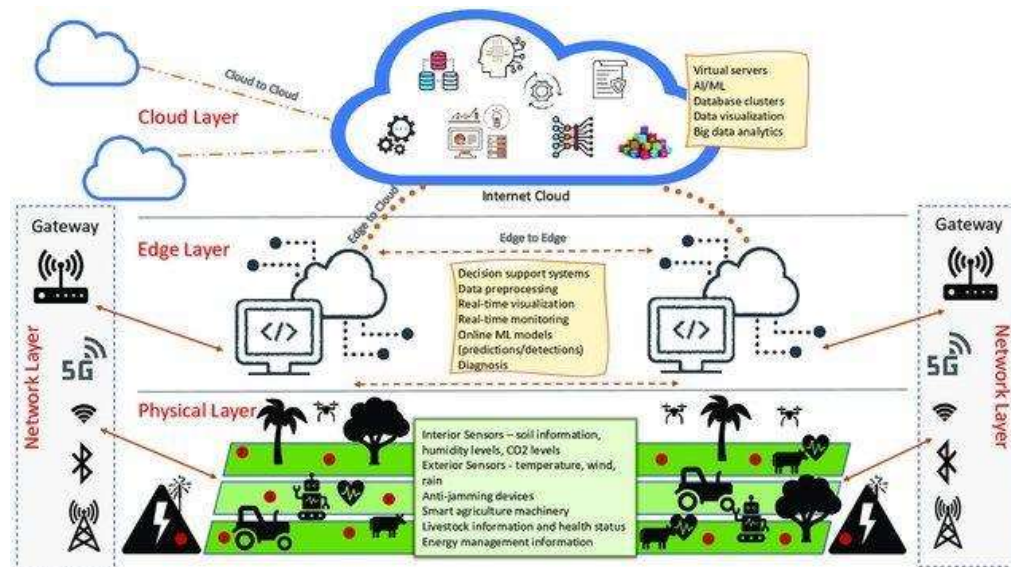 Cloud to Cloud
Cloud Layer
Virtual servers
AI/ML
Database clusters
Data visualization
Big data analytics
Internet Cloud
Edge to Cloud
Gateway
Network Layer
5G
Edge Layer
Edge to Edge
</>
Decision support systems
Data preprocessing
Real-time visualization
Real-time monitoring
Online ML models
(predictions/detections)
Diagnosis
</>
Gateway
Network Layer
5G
Physical Layer
Interior Sensors – soil information,
humidity levels, CO2 levels
Exterior Sensors - temperature, wind,
rain
Anti-jamming devices
Smart agriculture machinery
Livestock information and health status
Energy management information